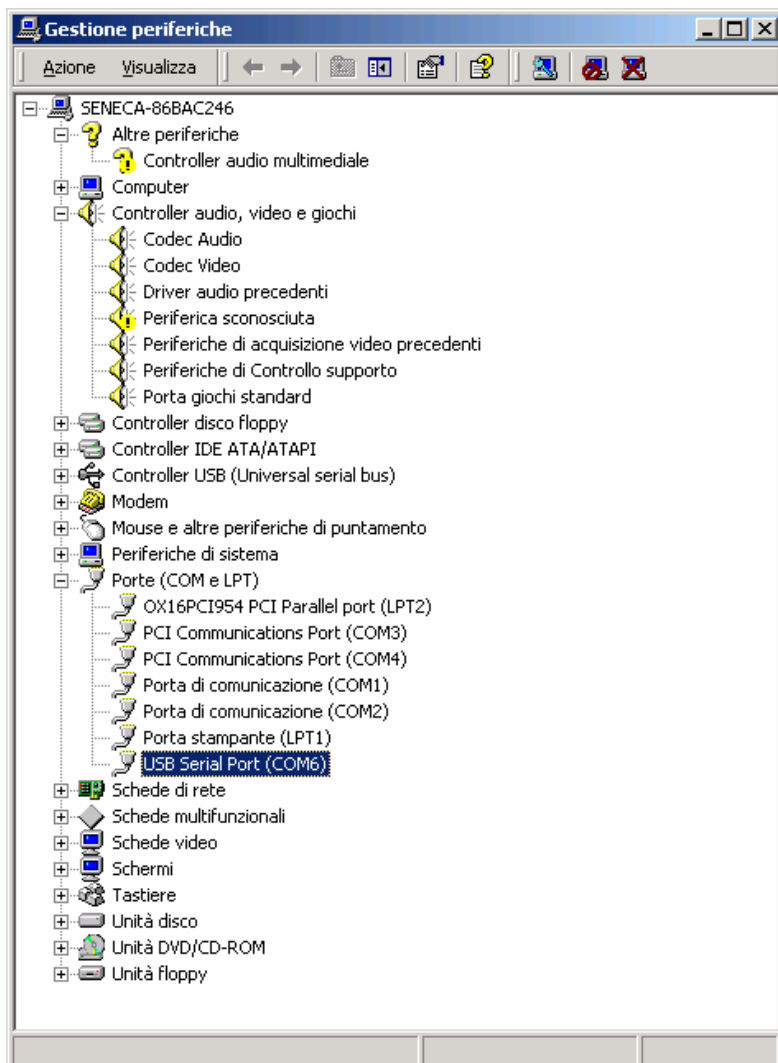 Gestione periferiche
Azione Visualizza
SENECA-86BAC246
Altre periferiche
Controller audio multimediale
Computer
Controller audio, video e giochi
Codec Audio
Codec Video
Driver audio precedenti
Periferica sconosciuta
Periferiche di acquisizione video precedenti
Periferiche di Controllo supporto
Porta giochi standard
Controller disco floppy
Controller IDE ATA/ATAPI
Controller USB (Universal serial bus)
Modem
Mouse e altre periferiche di puntamento
Periferiche di sistema
Porte (COM e LPT)
OX16PCI954 PCI Parallel port (LPT2)
PCI Communications Port (COM3)
PCI Communications Port (COM4)
Porta di comunicazione (COM1)
Porta di comunicazione (COM2)
Porta stampante (LPT1)
USB Serial Port (COM6)
Schede di rete
Schede multifunzionali
Schede video
Schermi
Tastiere
Unità disco
Unità DVD/CD-ROM
Unità floppy